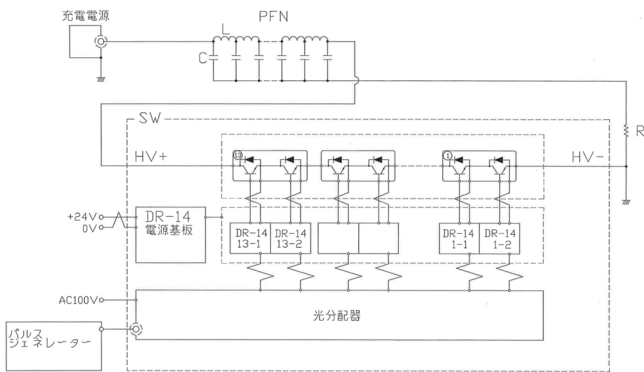 充電電源
PFN
L
C
R
SW
HV+
HV-
⑬
①
+24V
0V
DR-14
電源基板
DR-14
13-1
DR-14
13-2
DR-14
1-1
DR-14
1-2
AC100V
光分配器
パルス
ジェネレーター